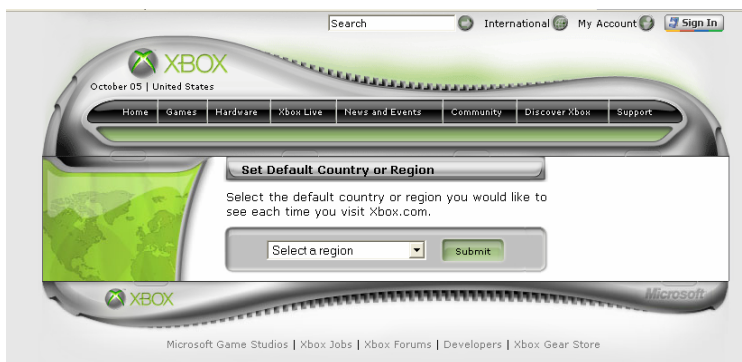 Search International My Account Sign In
XBOX
October 05 | United States
Home Games Hardware Xbox Live News and Events Community Discover Xbox Support
Set Default Country or Region
Select the default country or region you would like to
see each time you visit Xbox.com.
Select a region Submit
XBOX Microsoft
Microsoft Game Studios | Xbox Jobs | Xbox Forums | Developers | Xbox Gear Store